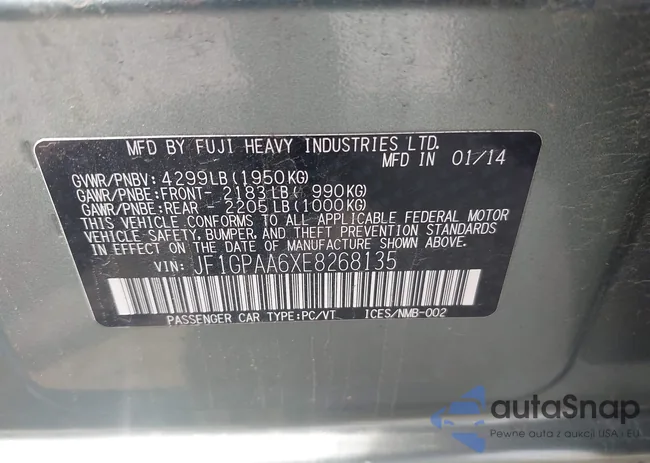 MFD BY FUJI HEAVY INDUSTRIES LTD.
MFD IN 01/14
GVWR/PNBV: 4299LB(1950KG)
GAWR/PNBE:FRONT- 2183LB( 990KG)
GAWR/PNBE:REAR - 2205LB(1000KG)
THIS VEHICLE CONFORMS TO ALL APPLICABLE FEDERAL MOTOR
VEHICLE SAFETY, BUMPER, AND THEFT PREVENTION STANDARDS
IN EFFECT ON THE DATE OF MANUFACTURE SHOWN ABOVE.
VIN: JF1GPAA6XE8268135
PASSENGER CAR TYPE:PC/VT ICES/NMB-002
autaSnap
Pewne auta z aukcji USA - EU